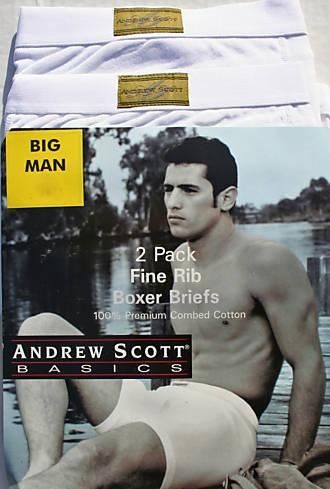 ANDREW SCOTT
ANDREW SCOTT
BIG
MAN
2 Pack
Fine Rib
Boxer Briefs
100% Premium Combed Cotton
ANDREW SCOTT®
BASICS